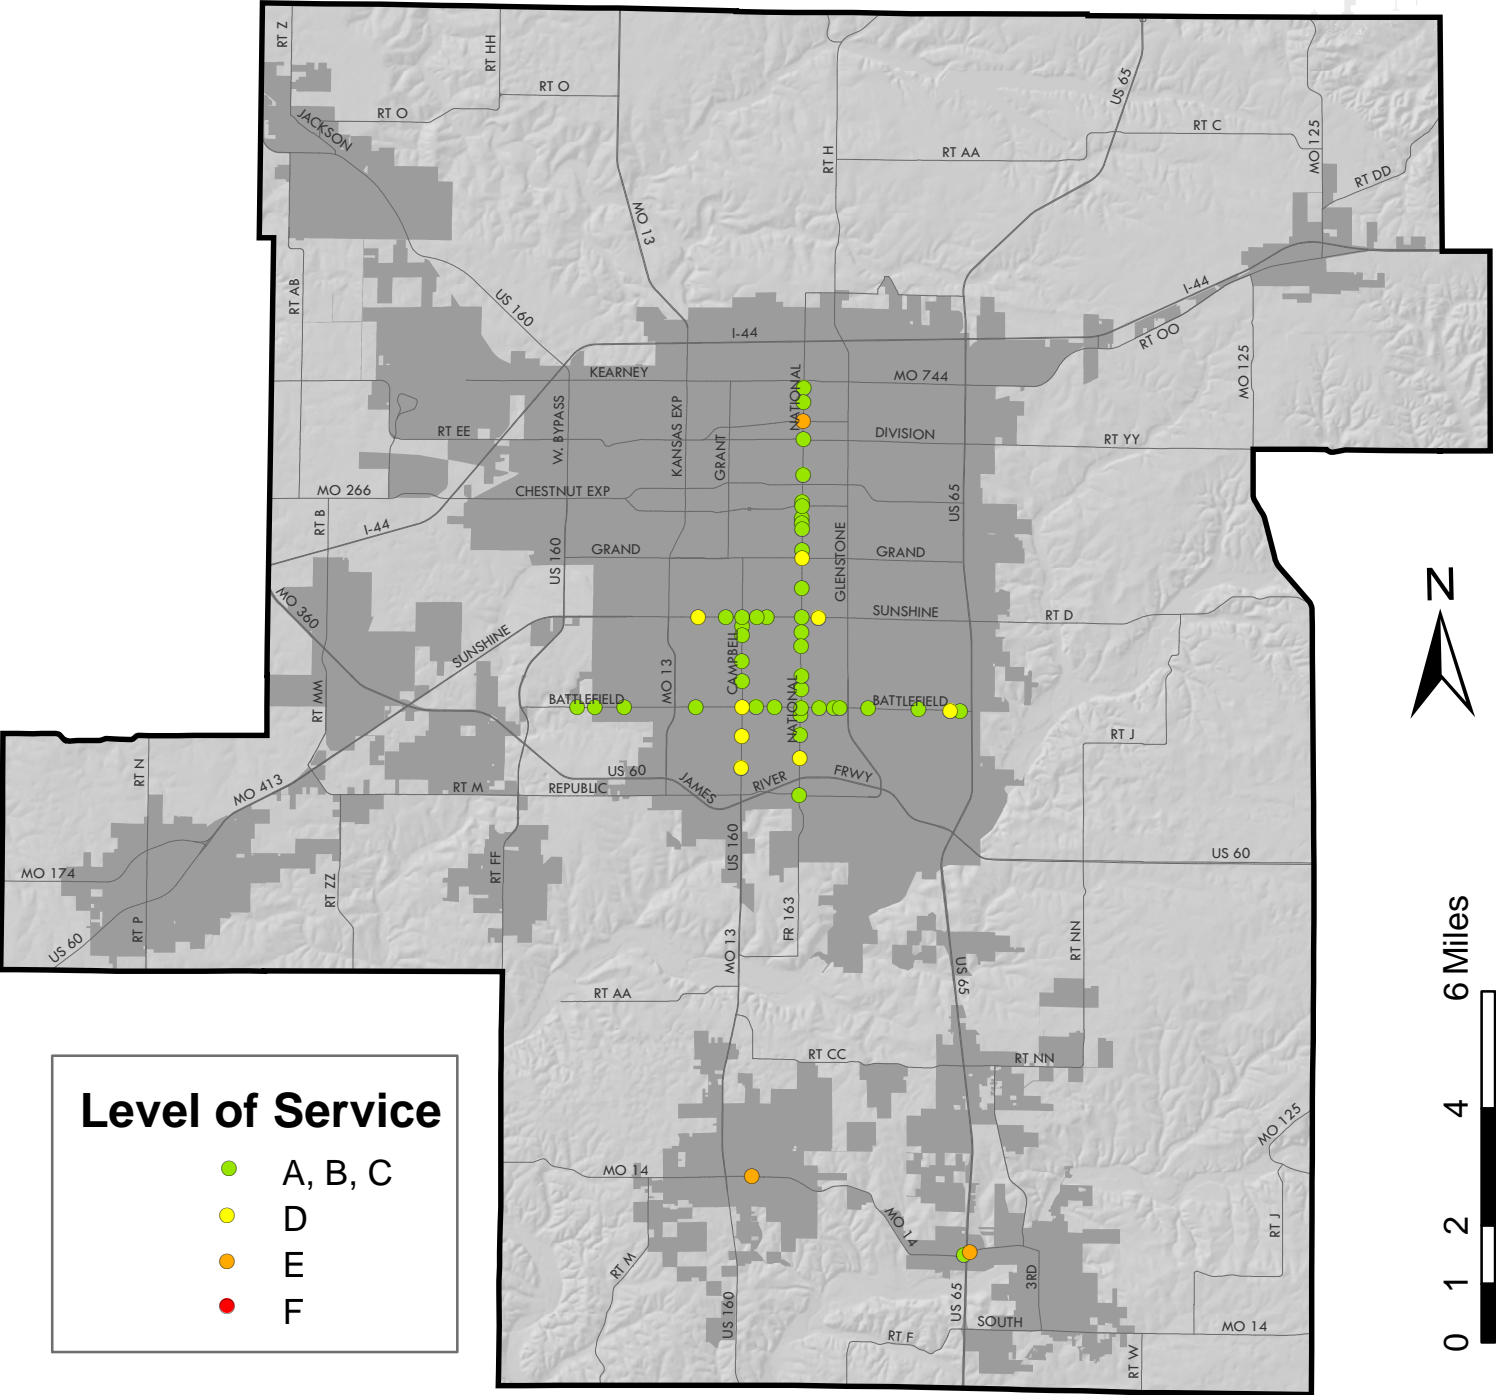 RT Z
RT HH
RT O
RT O
JACKSON
US 65
RT C
RT H
RT AA
MO 125
RT DD
MO 13
RT AB
US 160
I-44
I-44
RT OO
KEARNEY
MO 744
MO 125
NATIONAL
W. BYPASS
KANSAS EXP
GRANT
RT EE
DIVISION
RT YY
MO 266
CHESTNUT EXP
US 65
RT B
I-44
US 160
GRAND
GLENSTONE
GRAND
N
MO 360
SUNSHINE
RT D
SUNSHINE
CAMPBELL
MO 13
RT MM
BATTLEFIELD
NATIONAL
BATTLEFIELD
RT J
RT N
MO 413
US 60
RT M
REPUBLIC
JAMES
RIVER
FRWY
US 160
US 60
MO 174
RT FF
RT ZZ
RT P
US 60
FR 163
MO 13
RT NN
US 65
RT AA
6 Miles
4
2
1
0
RT CC
RT NN
Level of Service
A, B, C
D
E
F
MO 125
MO 14
MO 14
RT J
RT M
3RD
US 65
US 160
SOUTH
RT F
MO 14
RT W